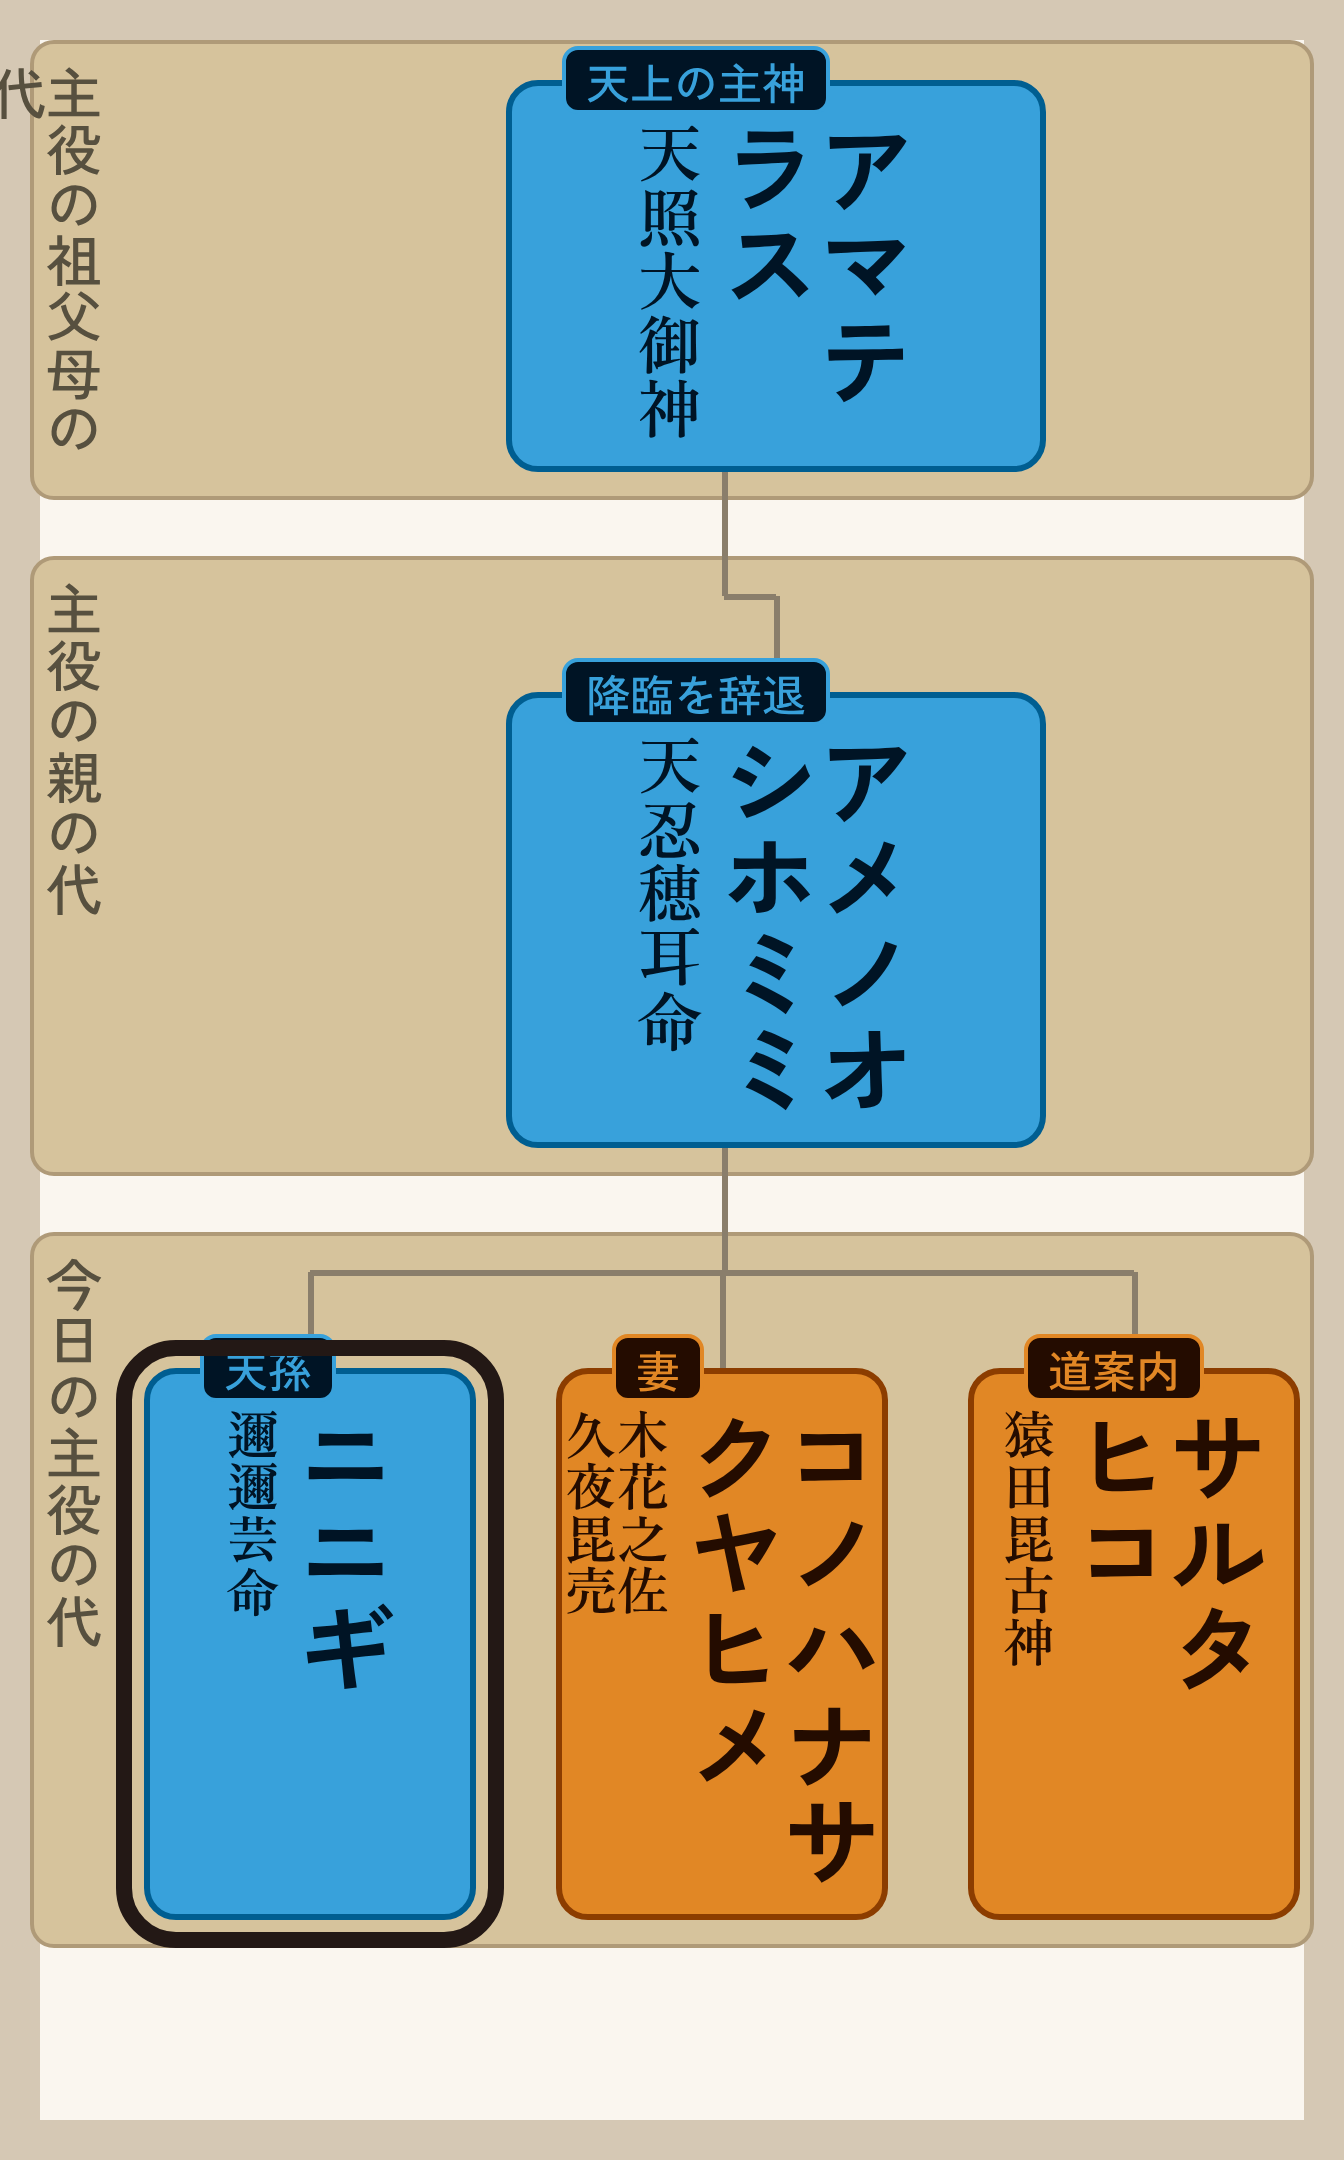 主役の祖父母の
代
天上の主神
アマテ
ラス
天照大御神
主役の親の代
降臨を辞退
アメノオ
シホミミ
天忍穂耳命
今日の主役の代
天孫
ニニギ
邇邇芸命
妻
コノハナサ
クヤヒメ
木花之佐
久夜毘売
道案内
サルタ
ヒコ
猿田毘古神